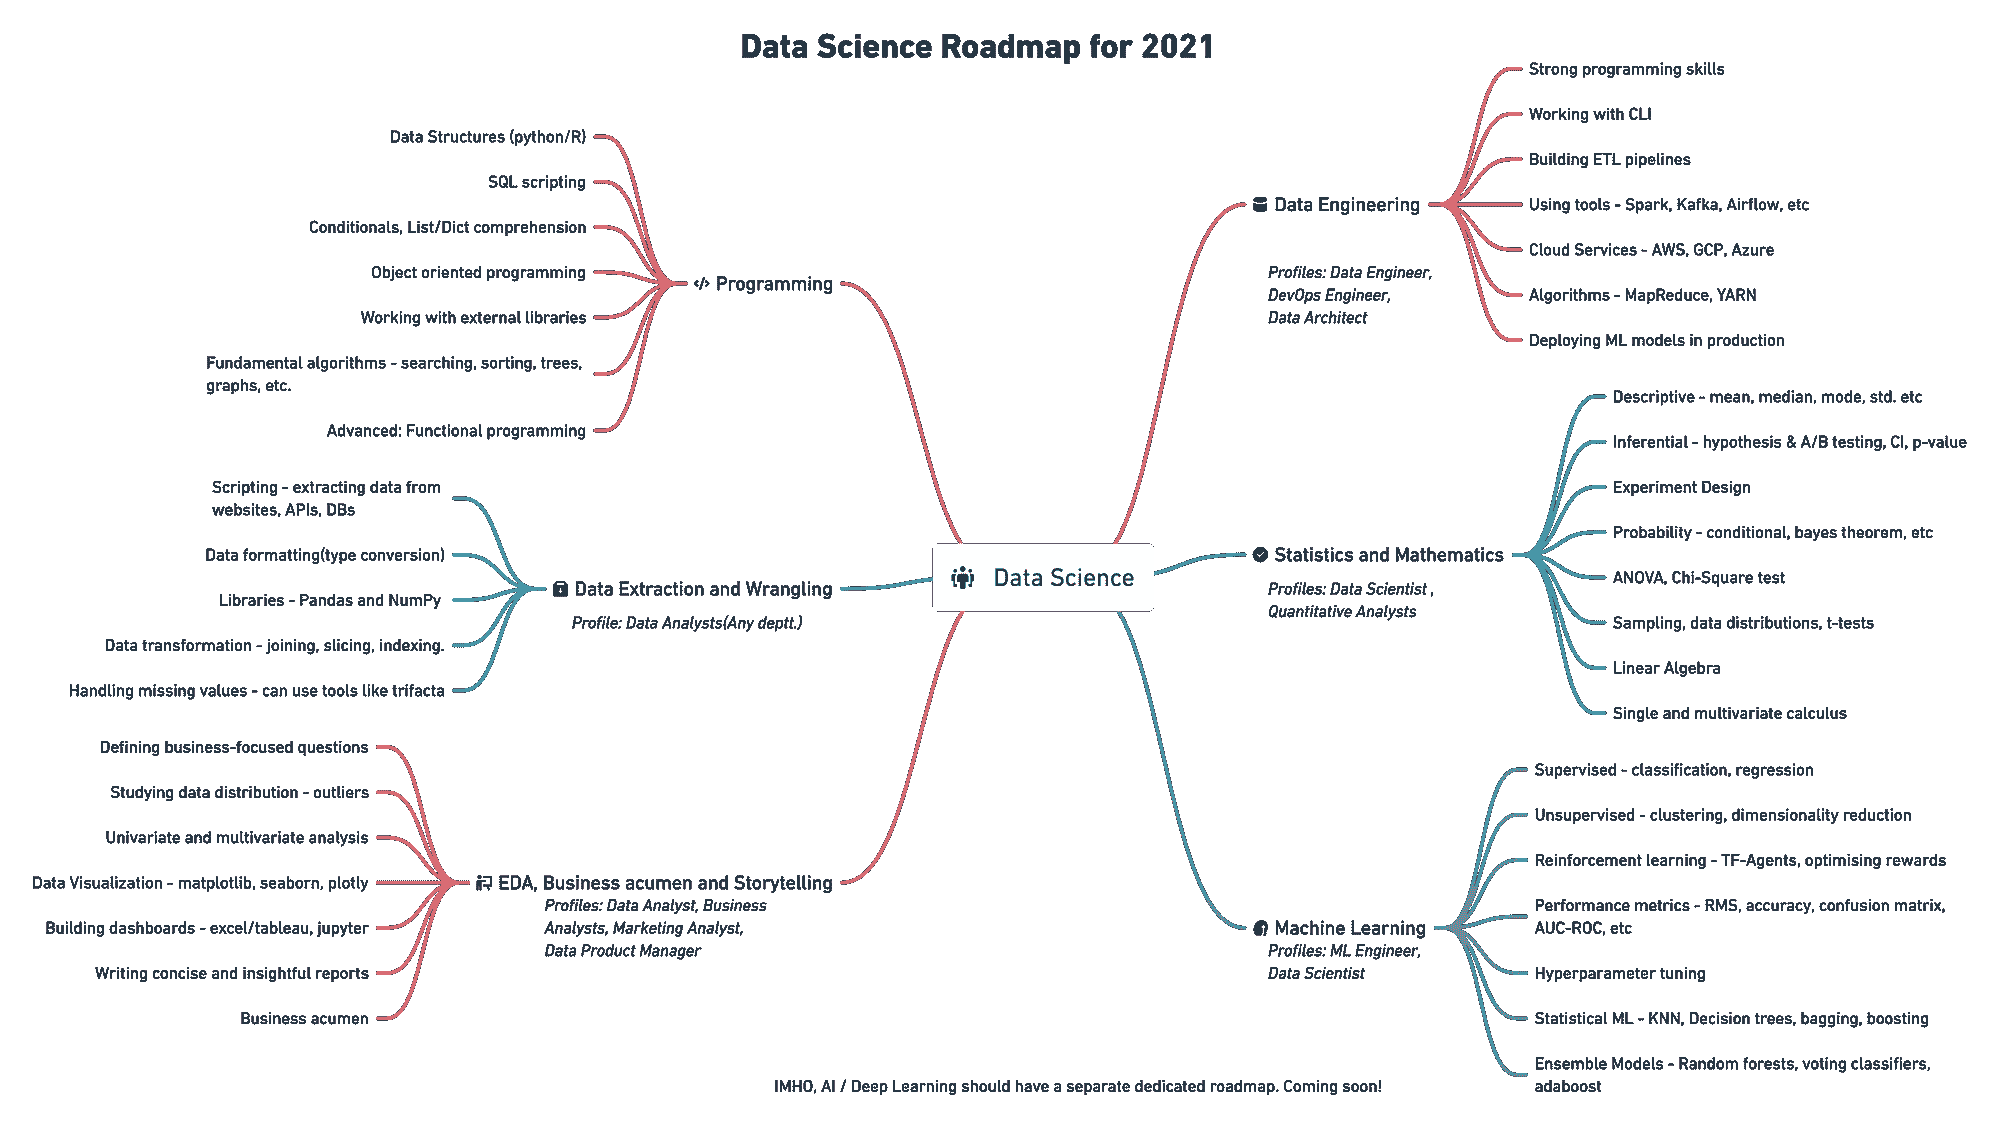 Data Science Roadmap for 2021
Data Structures (python/R)
SQL scripting
Conditionals, List/Dict comprehension
Object oriented programming
Working with external libraries
Fundamental algorithms - searching, sorting, trees,
graphs, etc.
Advanced: Functional programming
Programming
Scripting - extracting data from
websites, APIs, DBs
Data formatting(type conversion)
Libraries - Pandas and NumPy
Data transformation - joining, slicing, indexing.
Handling missing values - can use tools like trifacta
Data Extraction and Wrangling
Profile: Data Analysts(Any deptt.)
Defining business-focused questions
Studying data distribution - outliers
Univariate and multivariate analysis
Data Visualization - matplotlib, seaborn, plotly
Building dashboards - excel/tableau, jupyter
Writing concise and insightful reports
Business acumen
EDA, Business acumen and Storytelling
Profiles: Data Analyst, Business
Analysts, Marketing Analyst,
Data Product Manager
Data Science
Data Engineering
Profiles: Data Engineer,
DevOps Engineer,
Data Architect
Strong programming skills
Working with CLI
Building ETL pipelines
Using tools - Spark, Kafka, Airflow, etc
Cloud Services - AWS, GCP, Azure
Algorithms - MapReduce, YARN
Deploying ML models in production
Statistics and Mathematics
Profiles: Data Scientist ,
Quantitative Analysts
Descriptive - mean, median, mode, std. etc
Inferential - hypothesis & A/B testing, CI, p-value
Experiment Design
Probability - conditional, bayes theorem, etc
ANOVA, Chi-Square test
Sampling, data distributions, t-tests
Linear Algebra
Single and multivariate calculus
Machine Learning
Profiles: ML Engineer,
Data Scientist
Supervised - classification, regression
Unsupervised - clustering, dimensionality reduction
Reinforcement learning - TF-Agents, optimising rewards
Performance metrics - RMS, accuracy, confusion matrix,
AUC-ROC, etc
Hyperparameter tuning
Statistical ML - KNN, Decision trees, bagging, boosting
Ensemble Models - Random forests, voting classifiers,
adaboost
IMHO, AI / Deep Learning should have a separate dedicated roadmap. Coming soon!